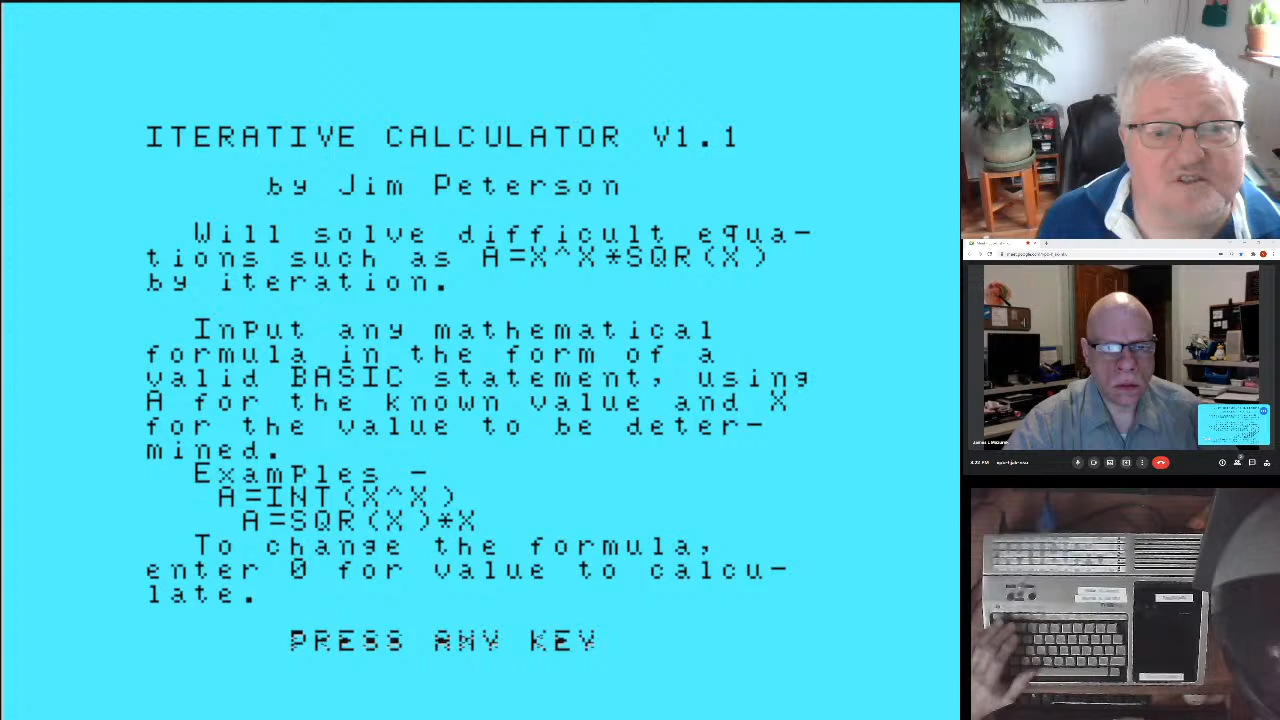 ITERATIVE CALCULATOR V1.1
by Jim Peterson
Will solve difficult equa-
tions such as A=X^X*SQR(X)
by iteration.
Input any mathematical
formula in the form of a
valid BASIC statement, using
A for the known value and X
for the value to be deter-
mined.
Examples -
A=INT(X^X)
A=SQR(X)*X
To change the formula,
enter 0 for value to calcu-
late.
PRESS ANY KEY